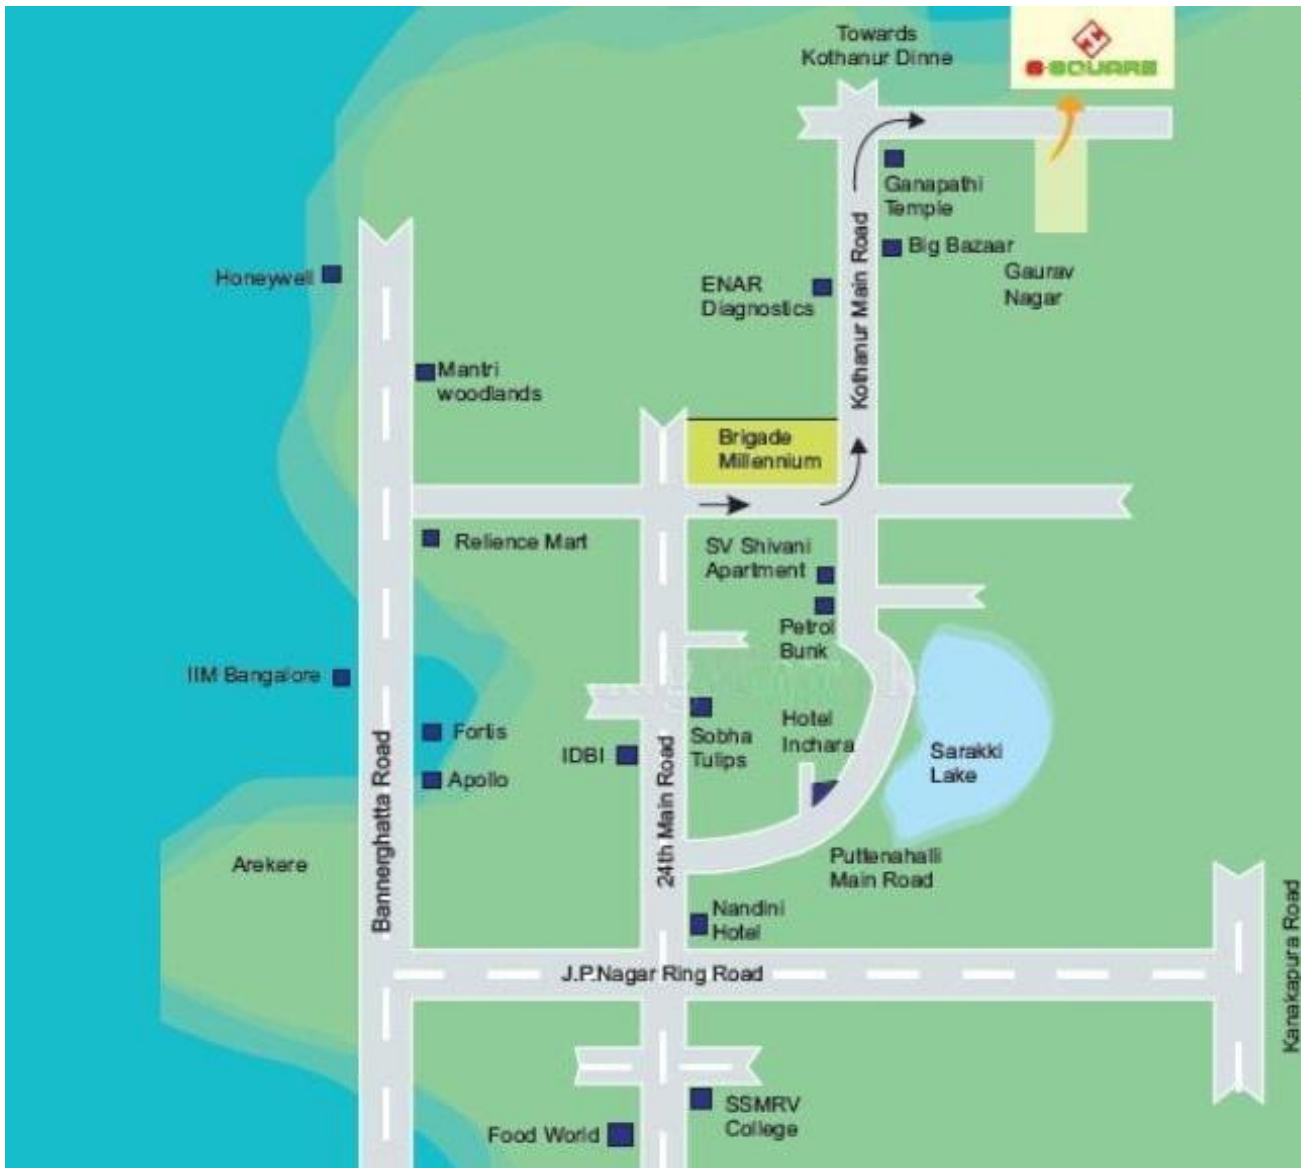 Towards
Kothanur Dinne
S-SQUARE
Ganapathi
Temple
Big Bazaar
Gaurav
Nagar
Honeywell
ENAR
Diagnostics
Kothanur Main Road
Mantri
woodlands
Brigade
Millennium
Relience Mart
SV Shivani
Apartment
Petrol
Bunk
IIM Bangalore
Fortis
Apollo
IDBI
Sobha
Tulips
Hotel
Inchara
Sarakki
Lake
Bannerghatta Road
24th Main Road
Arekere
Puttenahalli
Main Road
Nandini
Hotel
J.P.Nagar Ring Road
Kanakapura Road
SSMRV
College
Food World